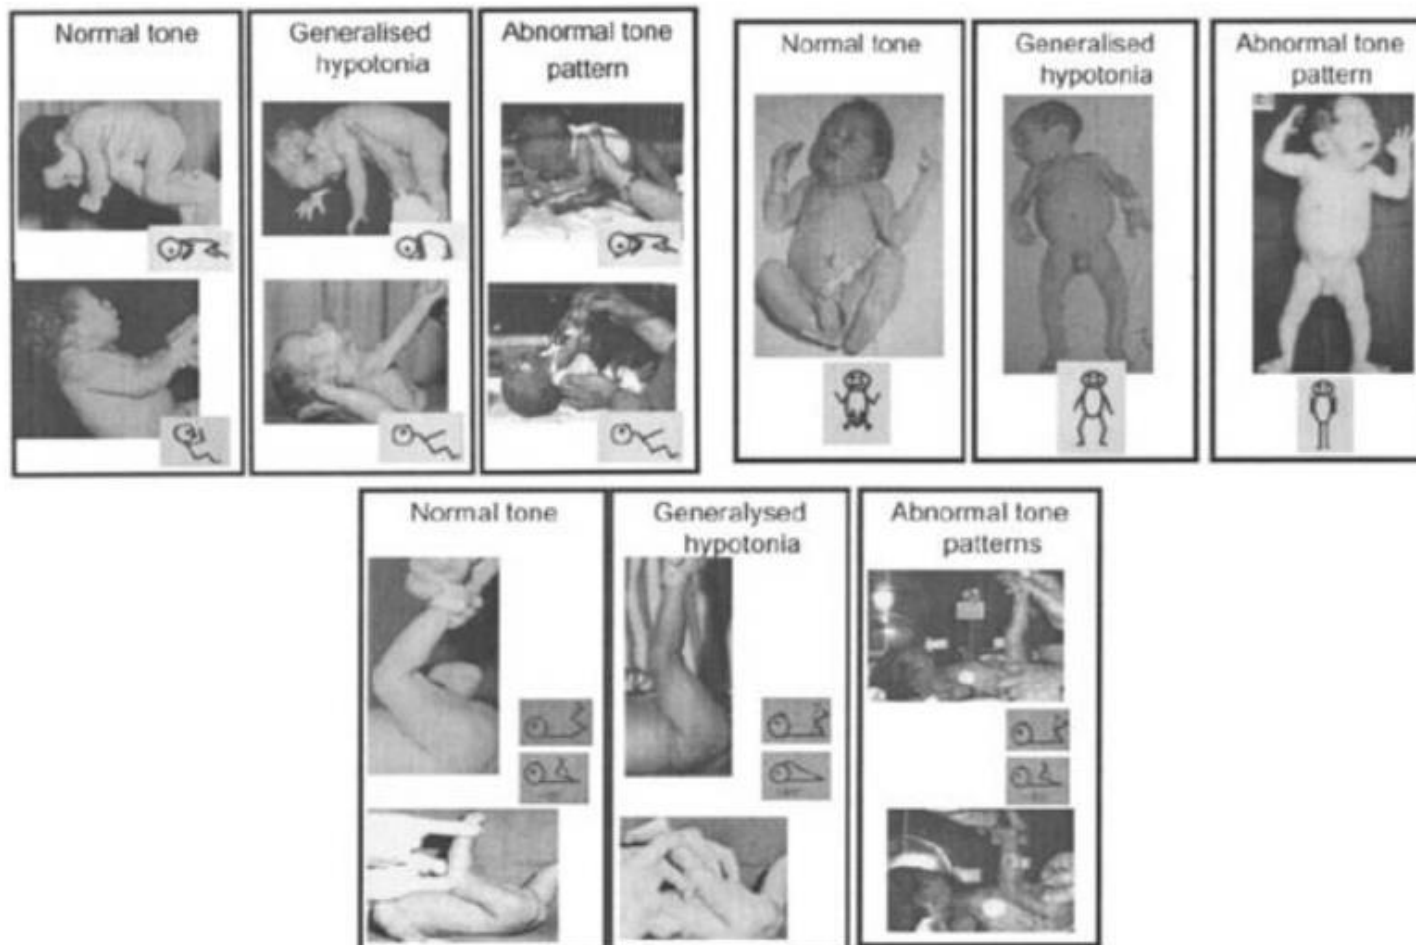 Normal tone
Generalised
hypotonia
Abnormal tone
pattern
Normal tone
Generalised
hypotonia
Abnormal tone
pattern
Normal tone
Generalysed
hypotonia
Abnormal tone
patterns